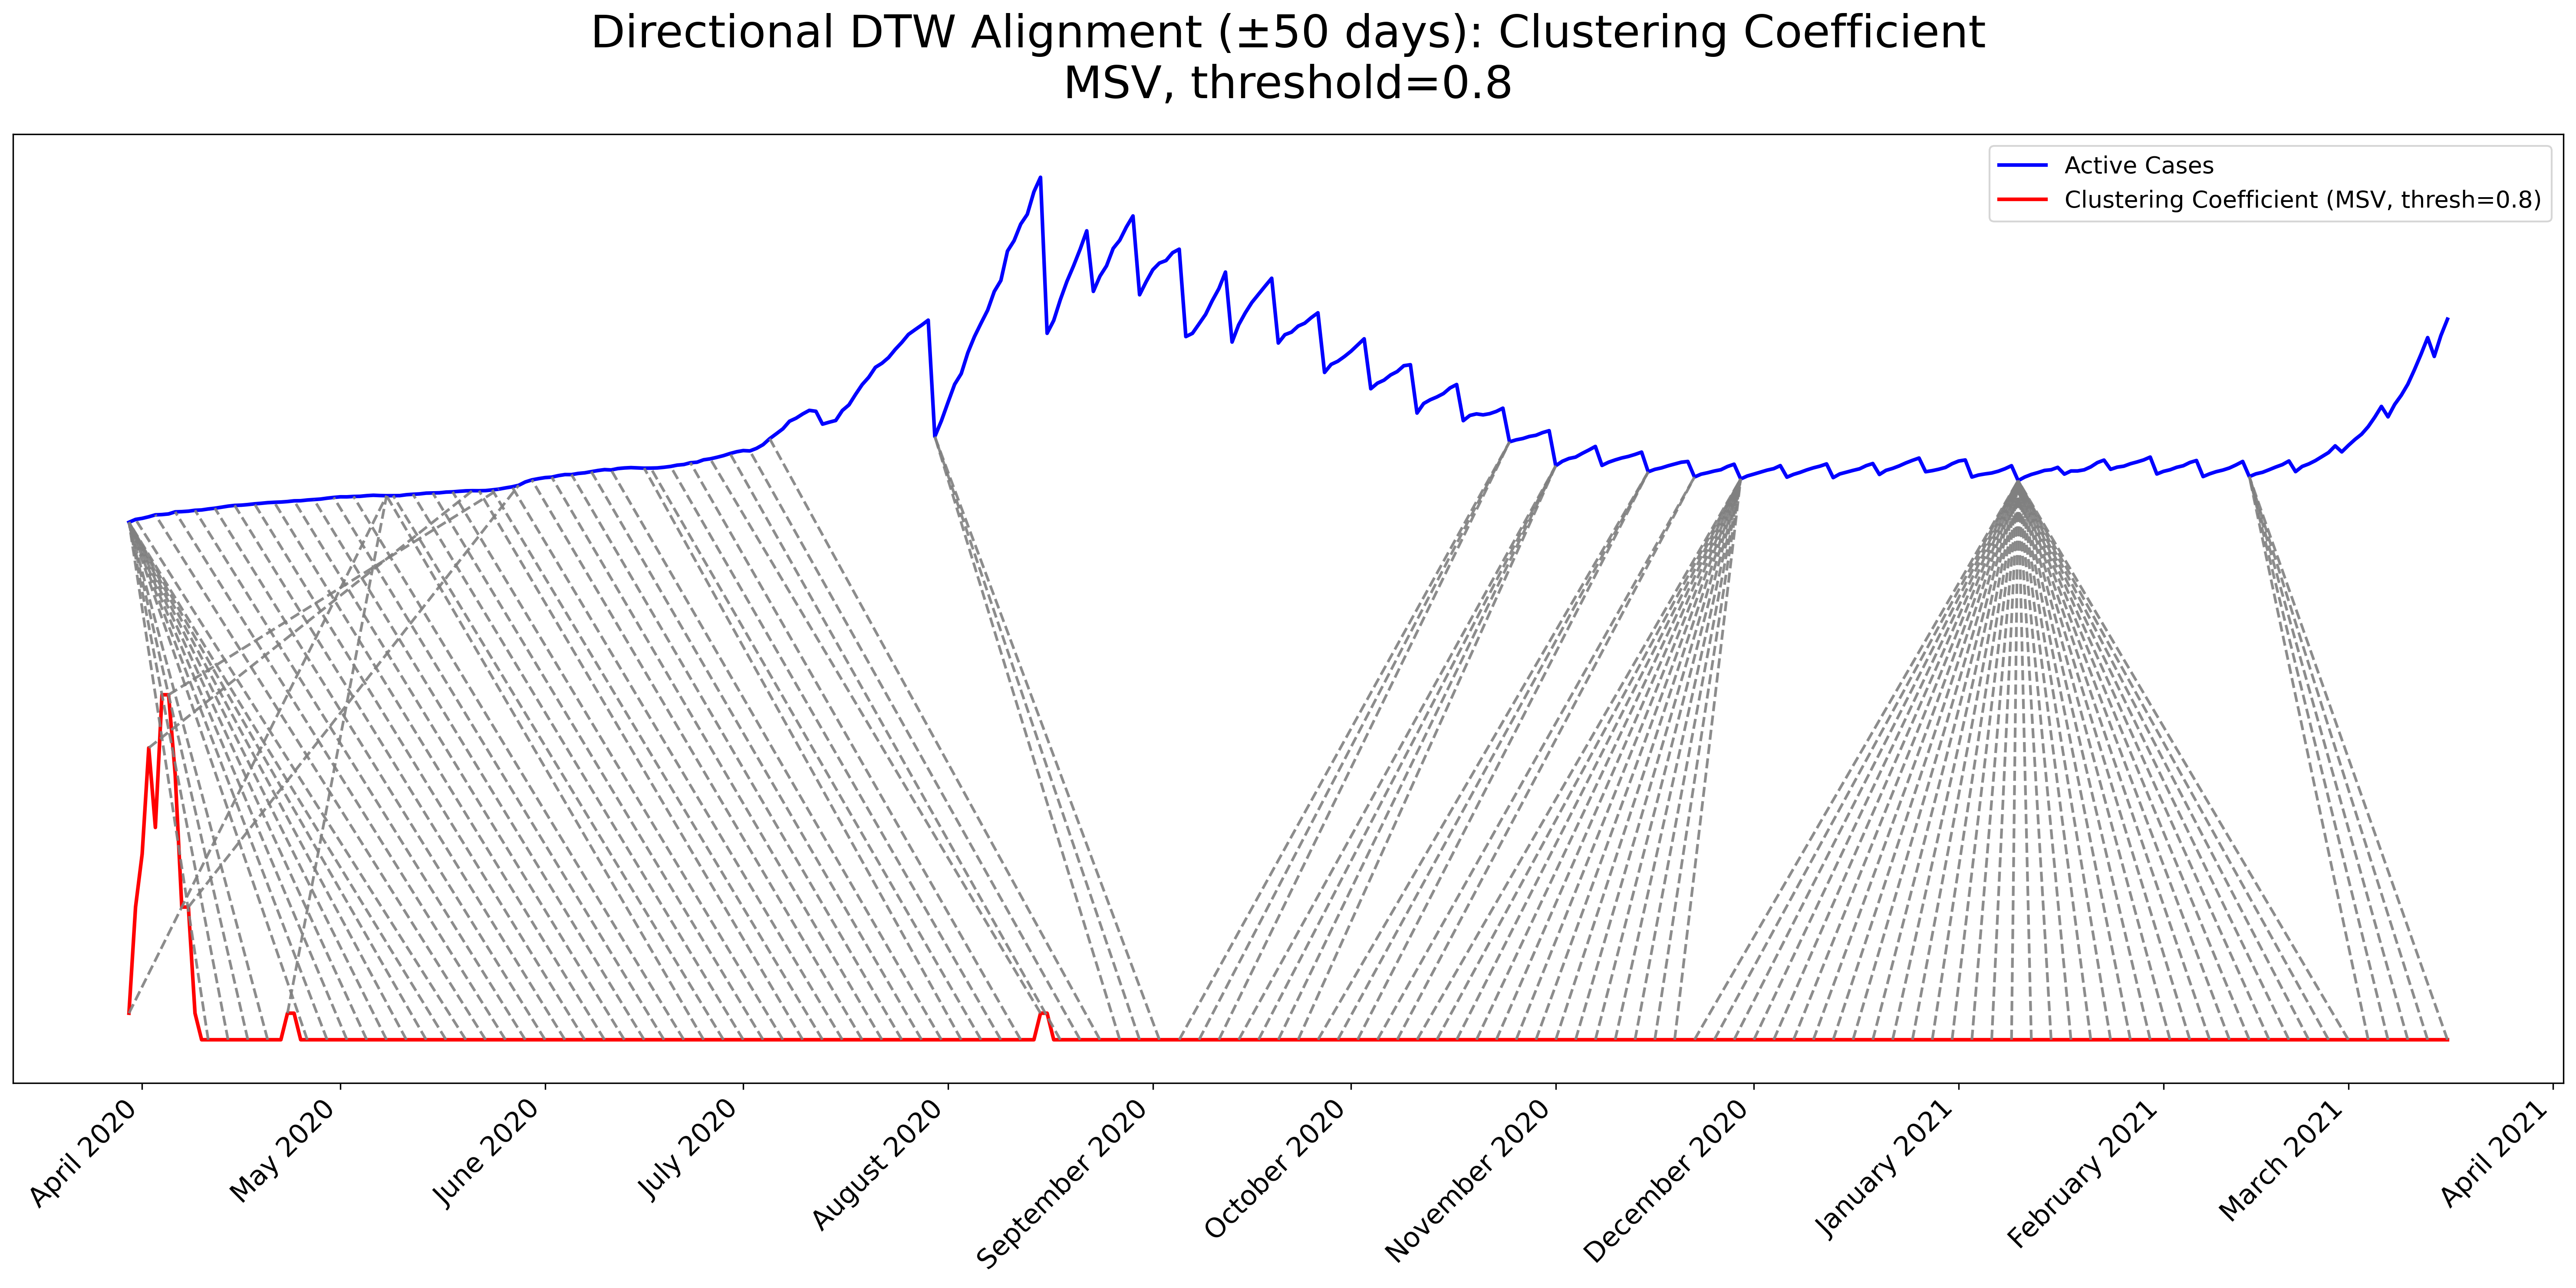 Directional DTW Alignment (±50 days): Clustering Coefficient
MSV, threshold=0.8
Active Cases
Clustering Coefficient (MSV, thresh=0.8)
April 2020
May 2020
June 2020
July 2020
August 2020
September 2020
October 2020
November 2020
December 2020
January 2021
February 2021
March 2021
April 2021